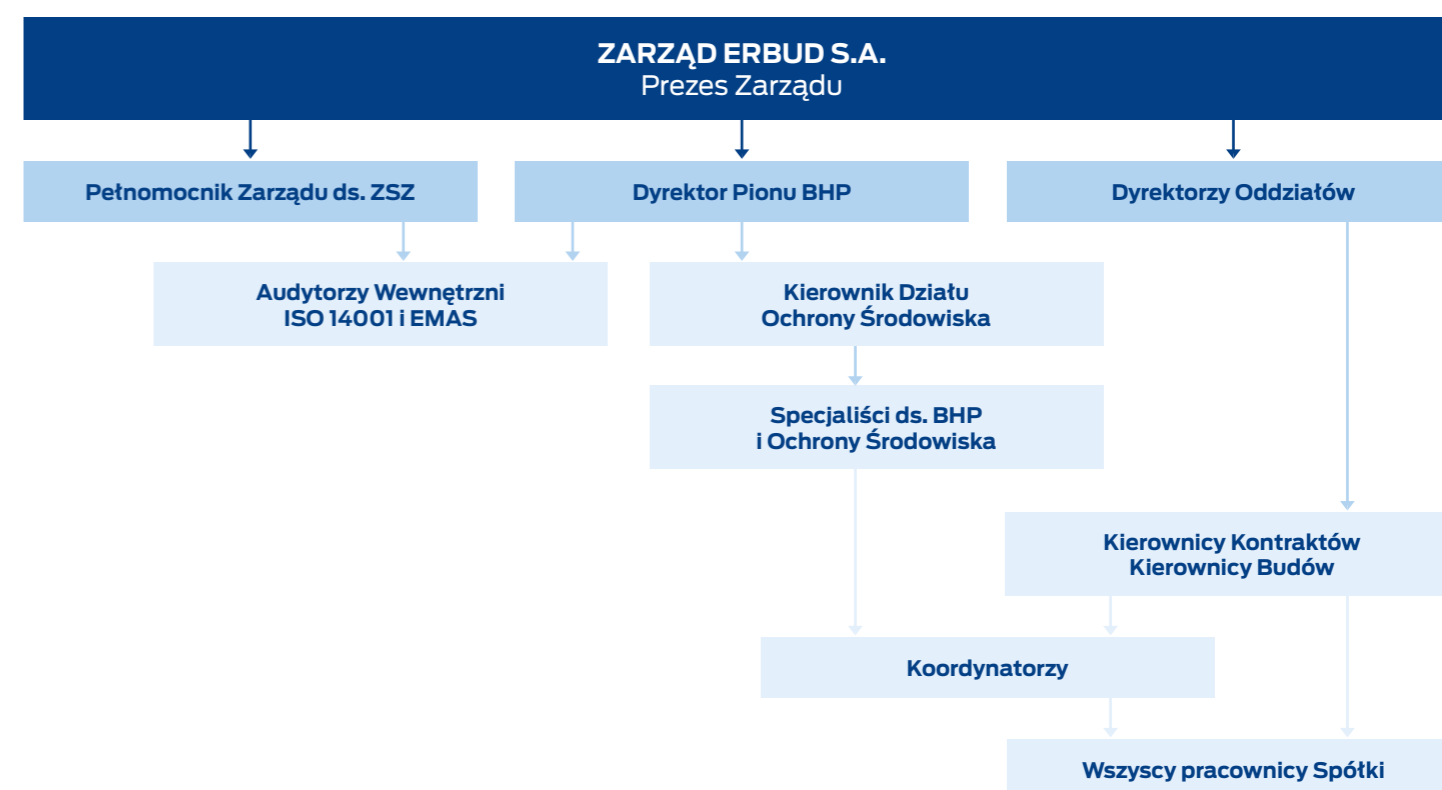 ZARZĄD ERBUD S.A.
Prezes Zarządu
Pełnomocnik Zarządu ds. ZSZ
Dyrektor Pionu BHP
Dyrektorzy Oddziałów
Audytorzy Wewnętrzni
ISO 14001 i EMAS
Kierownik Działu
Ochrony Środowiska
Specjaliści ds. BHP
i Ochrony Środowiska
Kierownicy Kontraktów
Kierownicy Budów
Koordynatorzy
Wszyscy pracownicy Spółki